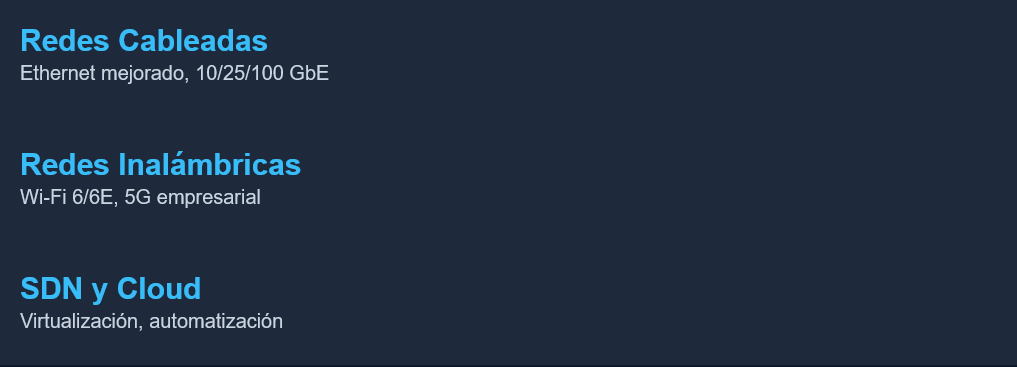 Redes Cableadas
Ethernet mejorado, 10/25/100 GbE
Redes Inalámbricas
Wi-Fi 6/6E, 5G empresarial
SDN y Cloud
Virtualización, automatización